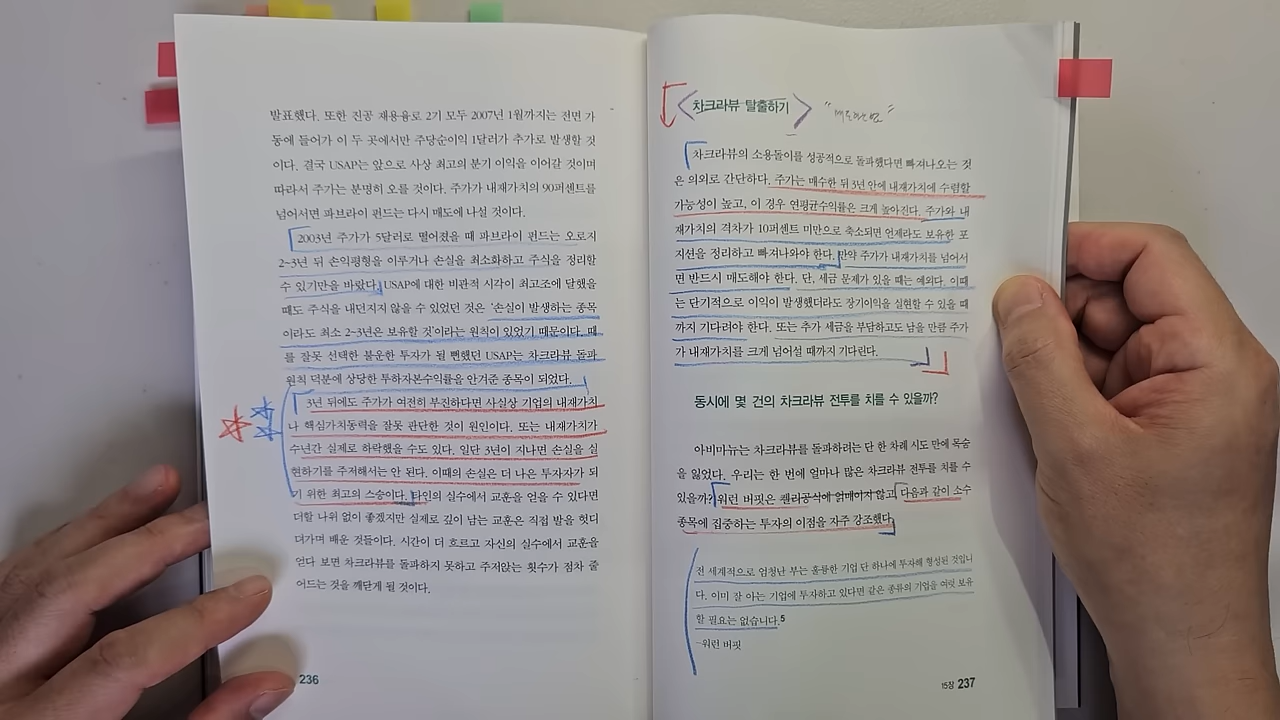 발표했다. 또한 진공 재용융로 2기 모두 2007년 1월까지는 전면 가
동에 들어가 이 두 곳에서만 주당순이익 1달러가 추가로 발생할 것
이다. 결국 USAP는 앞으로 사상 최고의 분기 이익을 이어갈 것이며
따라서 주가는 분명히 오를 것이다. 주가가 내재가치의 90퍼센트를
넘어서면 파브라이 펀드는 다시 매도에 나설 것이다.
2003년 주가가 5달러로 떨어졌을 때 파브라이 펀드는 오로지
2~3년 뒤 손익평형을 이루거나 손실을 최소화하고 주식을 정리할
수 있기만을 바랐다. USAP에 대한 비관적 시각이 최고조에 달했을
때도 주식을 내던지지 않을 수 있었던 것은 '손실이 발생하는 종목
이라도 최소 2~3년은 보유할 것'이라는 원칙이 있었기 때문이다. 때
를 잘못 선택한 불운한 투자가 될 뻔했던 USAP는 차크라뷰 돌파
원칙 덕분에 상당한 투하자본수익률을 안겨준 종목이 되었다.
3년 뒤에도 주가가 여전히 부진하다면 사실상 기업의 내재가치
나 핵심가치동력을 잘못 판단한 것이 원인이다. 또는 내재가치가
수년간 실제로 하락했을 수도 있다. 일단 3년이 지나면 손실을 실
현하기를 주저해서는 안 된다. 이때의 손실은 더 나은 투자자가 되
기 위한 최고의 스승이다. 타인의 실수에서 교훈을 얻을 수 있다면
더할 나위 없이 좋겠지만 실제로 깊이 남는 교훈은 직접 발을 헛디
뎌가며 배운 것들이다. 시간이 더 흐르고 자신의 실수에서 교훈을
얻다 보면 차크라뷰를 돌파하지 못하고 주저앉는 횟수가 점차 줄
어드는 것을 깨닫게 될 것이다.
236
차크라뷰 탈출하기
차크라뷰의 소용돌이를 성공적으로 돌파했다면 빠져나오는 것
은 의외로 간단하다. 주가는 매수한 뒤 3년 안에 내재가치에 수렴할
가능성이 높고, 이 경우 연평균수익률은 크게 높아진다. 주가와 내
재가치의 격차가 10퍼센트 미만으로 축소되면 언제라도 보유한 포
지션을 정리하고 빠져나와야 한다. 만약 주가가 내재가치를 넘어서
면 반드시 매도해야 한다. 단, 세금 문제가 있을 때는 예외다. 이때
는 단기적으로 이익이 발생했더라도 장기이익을 실현할 수 있을 때
까지 기다려야 한다. 또는 추가 세금을 부담하고도 남을 만큼 주가
가 내재가치를 크게 넘어설 때까지 기다린다.
동시에 몇 건의 차크라뷰 전투를 치를 수 있을까?
아비마뉴는 차크라뷰를 돌파하려는 단 한 차례 시도 만에 목숨
을 잃었다. 우리는 한 번에 얼마나 많은 차크라뷰 전투를 치를 수
있을까? 워런 버핏은 켈리공식에 얽매이지 않고 다음과 같이 소수
종목에 집중하는 투자의 이점을 자주 강조했다.
전 세계적으로 엄청난 부는 훌륭한 기업 단 하나에 투자해 형성된 것입니
다. 이미 잘 아는 기업에 투자하고 있다면 같은 종류의 기업을 여럿 보유
할 필요는 없습니다.5
-워런 버핏
15장 237